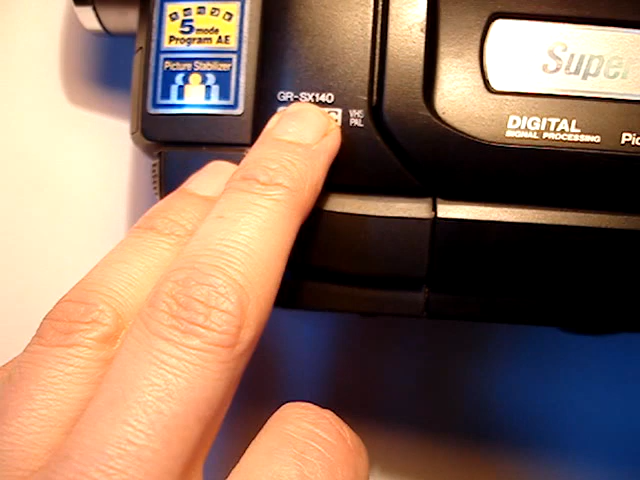 5 mode
Program AE
Picture Stabilizer
GR-SX140
VHS
PAL
Super
DIGITAL
SIGNAL PROCESSING